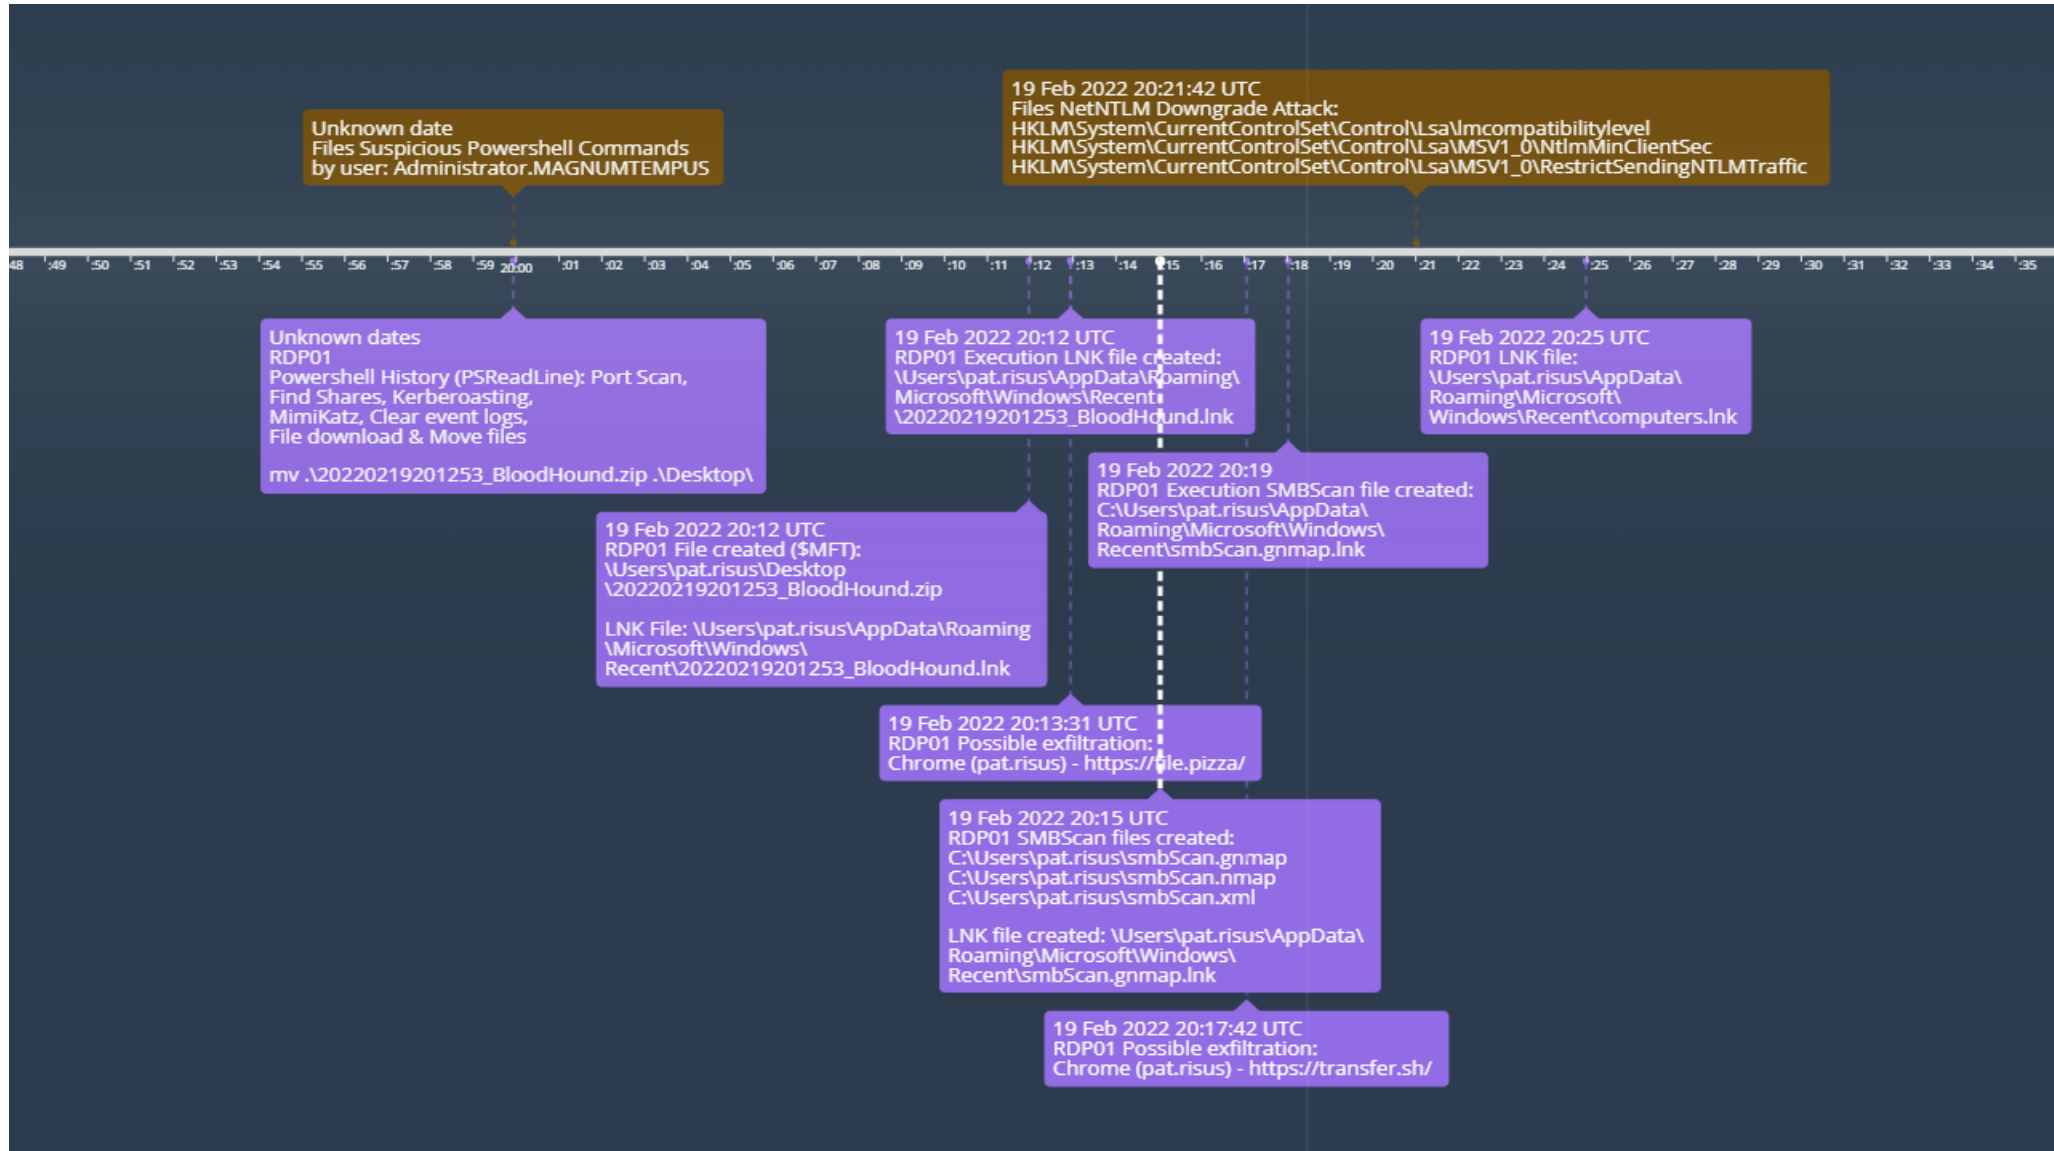 19 Feb 2022 20:21:42 UTC
Files NetNTLM Downgrade Attack:
HKLM\System\CurrentControlSet\Control\Lsa\lmcompatibilitylevel
HKLM\System\CurrentControlSet\Control\Lsa\MSV1_0\NtlmMinClientSec
HKLM\System\CurrentControlSet\Control\Lsa\MSV1_0\RestrictSendingNTLMTraffic
Unknown date
Files Suspicious Powershell Commands
by user: Administrator.MAGNUMTEMPUS
48 :49 :50 :51 :52 :53 :54 :55 :56 :57 :58 :59 20:00 :01 :02 :03 :04 :05 :06 :07 :08 :09 :10 :11 :12 :13 :14 :15 :16 :17 :18 :19 :20 :21 :22 :23 :24 :25 :26 :27 :28 :29 :30 :31 :32 :33 :34 :35
Unknown dates
RDP01
Powershell History (PSReadLine): Port Scan,
Find Shares, Kerberoasting,
MimiKatz, Clear event logs,
File download & Move files
mv .\20220219201253_BloodHound.zip .\Desktop\
19 Feb 2022 20:12 UTC
RDP01 Execution LNK file created:
\Users\pat.risus\AppData\Roaming\
Microsoft\Windows\Recent
\20220219201253_BloodHound.lnk
19 Feb 2022 20:25 UTC
RDP01 LNK file:
\Users\pat.risus\AppData\
Roaming\Microsoft\
Windows\Recent\computers.lnk
19 Feb 2022 20:19
RDP01 Execution SMBScan file created:
C:\Users\pat.risus\AppData\
Roaming\Microsoft\Windows\
Recent\smbScan.gnmap.lnk
19 Feb 2022 20:12 UTC
RDP01 File created ($MFT):
\Users\pat.risus\Desktop
\20220219201253_BloodHound.zip
LNK File: \Users\pat.risus\AppData\Roaming
\Microsoft\Windows\
Recent\20220219201253_BloodHound.lnk
19 Feb 2022 20:13:31 UTC
RDP01 Possible exfiltration:
Chrome (pat.risus) - https://file.pizza/
19 Feb 2022 20:15 UTC
RDP01 SMBScan files created:
C:\Users\pat.risus\smbScan.gnmap
C:\Users\pat.risus\smbScan.nmap
C:\Users\pat.risus\smbScan.xml
LNK file created: \Users\pat.risus\AppData\
Roaming\Microsoft\Windows\
Recent\smbScan.gnmap.lnk
19 Feb 2022 20:17:42 UTC
RDP01 Possible exfiltration:
Chrome (pat.risus) - https://transfer.sh/